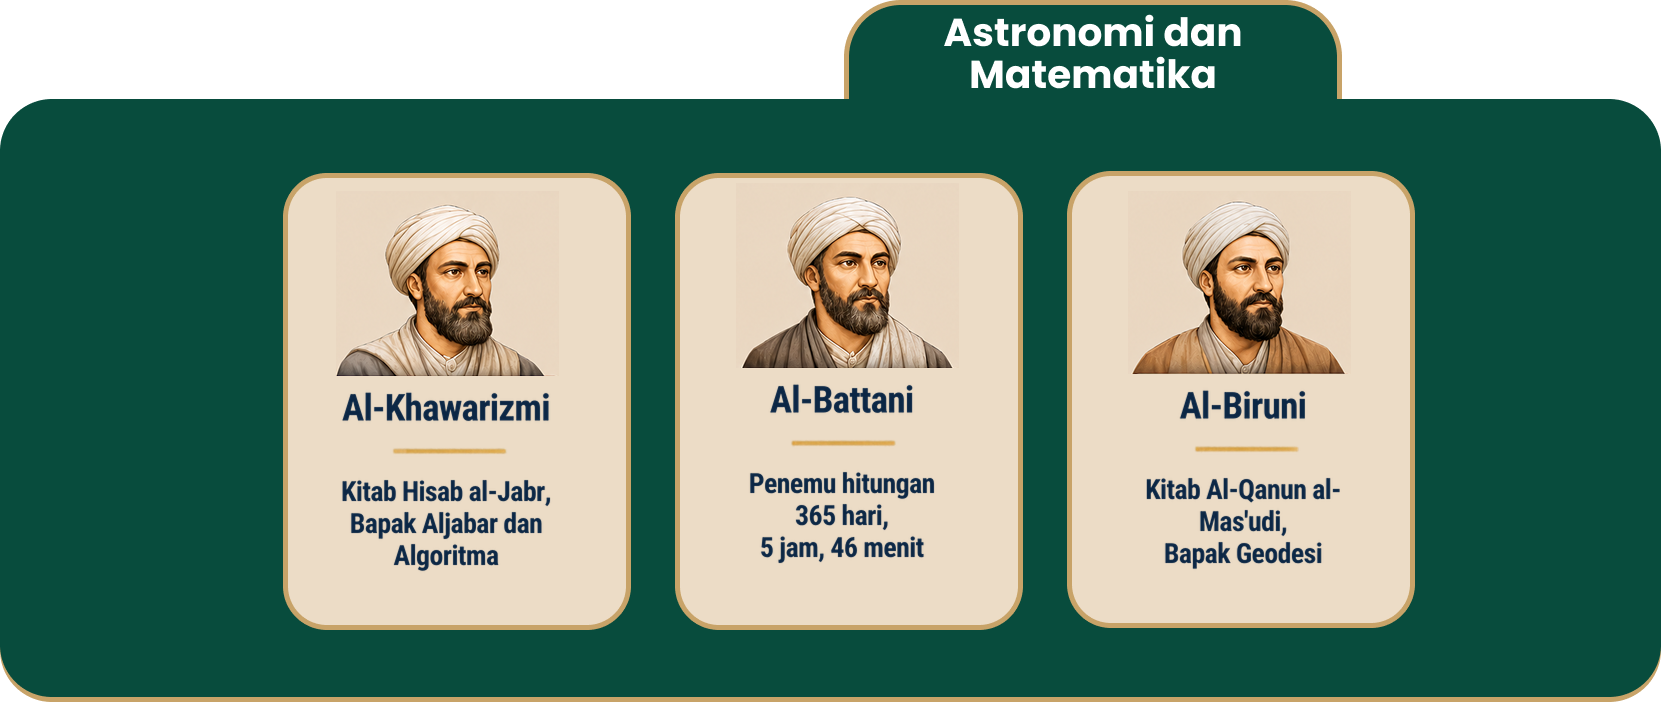 Astronomi dan
Matematika
Al-Khawarizmi
Kitab Hisab al-Jabr,
Bapak Aljabar dan
Algoritma
Al-Battani
Penemu hitungan
365 hari,
5 jam, 46 menit
Al-Biruni
Kitab Al-Qanun al-
Mas'udi,
Bapak Geodesi